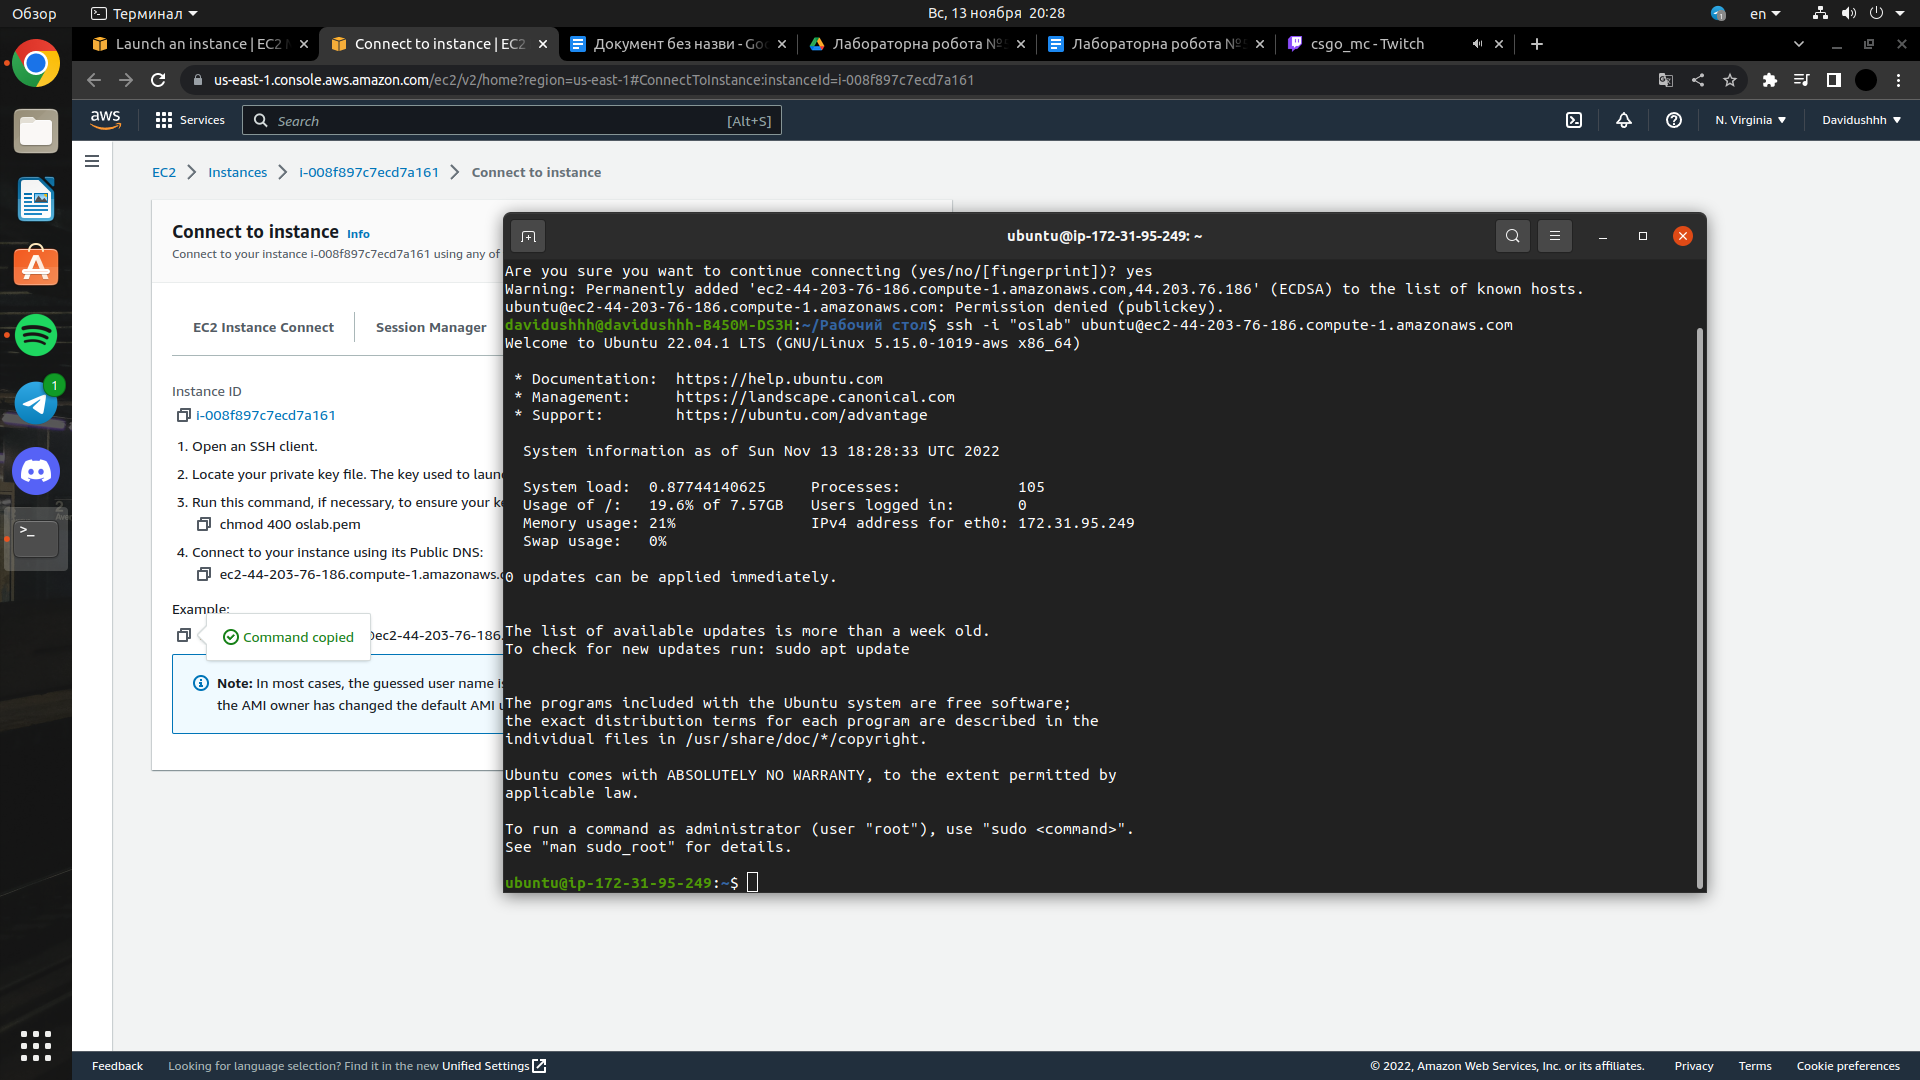 Обзор
Терминал
Вс, 13 ноября 20:28
en
Launch an instance | EC2
Connect to instance | EC2
Документ без назви - Go
Лабораторна робота №
Лабораторна робота №
csgo_mc - Twitch
us-east-1.console.aws.amazon.com/ec2/v2/home?region=us-east-1#ConnectToInstance:instanceId=i-008f897c7ecd7a161
aws
Services
Search
[Alt+S]
N. Virginia
Davidushhh
EC2
Instances
i-008f897c7ecd7a161
Connect to instance
Connect to instance Info
Connect to your instance i-008f897c7ecd7a161 using any of
EC2 Instance Connect
Session Manager
Instance ID
i-008f897c7ecd7a161
1. Open an SSH client.
2. Locate your private key file. The key used to laun
3. Run this command, if necessary, to ensure your k
chmod 400 oslab.pem
4. Connect to your instance using its Public DNS:
ec2-44-203-76-186.compute-1.amazonaws.
Example:
Command copied
ec2-44-203-76-186.
Note: In most cases, the guessed user name i
the AMI owner has changed the default AMI
1
>_
ubuntu@ip-172-31-95-249: ~
Are you sure you want to continue connecting (yes/no/[fingerprint])? yes
Warning: Permanently added 'ec2-44-203-76-186.compute-1.amazonaws.com,44.203.76.186' (ECDSA) to the list of known hosts.
ubuntu@ec2-44-203-76-186.compute-1.amazonaws.com: Permission denied (publickey).
davidushhh@davidushhh-B450M-DS3H:~/Рабочий стол$ ssh -i "oslab" ubuntu@ec2-44-203-76-186.compute-1.amazonaws.com
Welcome to Ubuntu 22.04.1 LTS (GNU/Linux 5.15.0-1019-aws x86_64)
* Documentation: https://help.ubuntu.com
* Management: https://landscape.canonical.com
* Support: https://ubuntu.com/advantage
System information as of Sun Nov 13 18:28:33 UTC 2022
System load: 0.87744140625 Processes: 105
Usage of /: 19.6% of 7.57GB Users logged in: 0
Memory usage: 21% IPv4 address for eth0: 172.31.95.249
Swap usage: 0%
0 updates can be applied immediately.
The list of available updates is more than a week old.
To check for new updates run: sudo apt update
The programs included with the Ubuntu system are free software;
the exact distribution terms for each program are described in the
individual files in /usr/share/doc/*/copyright.
Ubuntu comes with ABSOLUTELY NO WARRANTY, to the extent permitted by
applicable law.
To run a command as administrator (user "root"), use "sudo <command>".
See "man sudo_root" for details.
ubuntu@ip-172-31-95-249:~$
Feedback
Looking for language selection? Find it in the new Unified Settings
© 2022, Amazon Web Services, Inc. or its affiliates.
Privacy
Terms
Cookie preferences